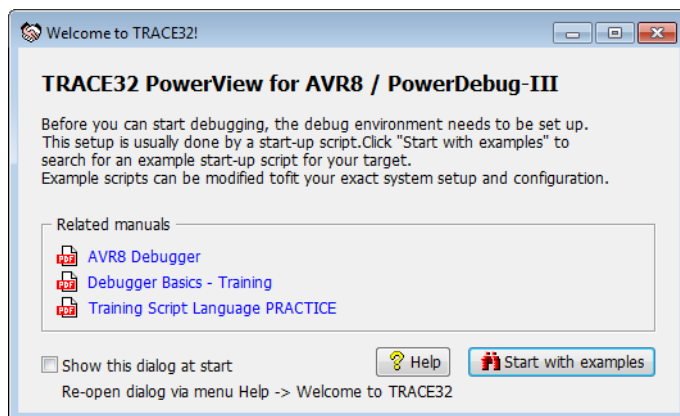 Welcome to TRACE32!
TRACE32 PowerView for AVR8 / PowerDebug-III
Before you can start debugging, the debug environment needs to be set up.
This setup is usually done by a start-up script.Click "Start with examples" to
search for an example start-up script for your target.
Example scripts can be modified tofit your exact system setup and configuration.
Related manuals
PDF AVR8 Debugger
PDF Debugger Basics - Training
PDF Training Script Language PRACTICE
Show this dialog at start
? Help
Start with examples
Re-open dialog via menu Help -> Welcome to TRACE32